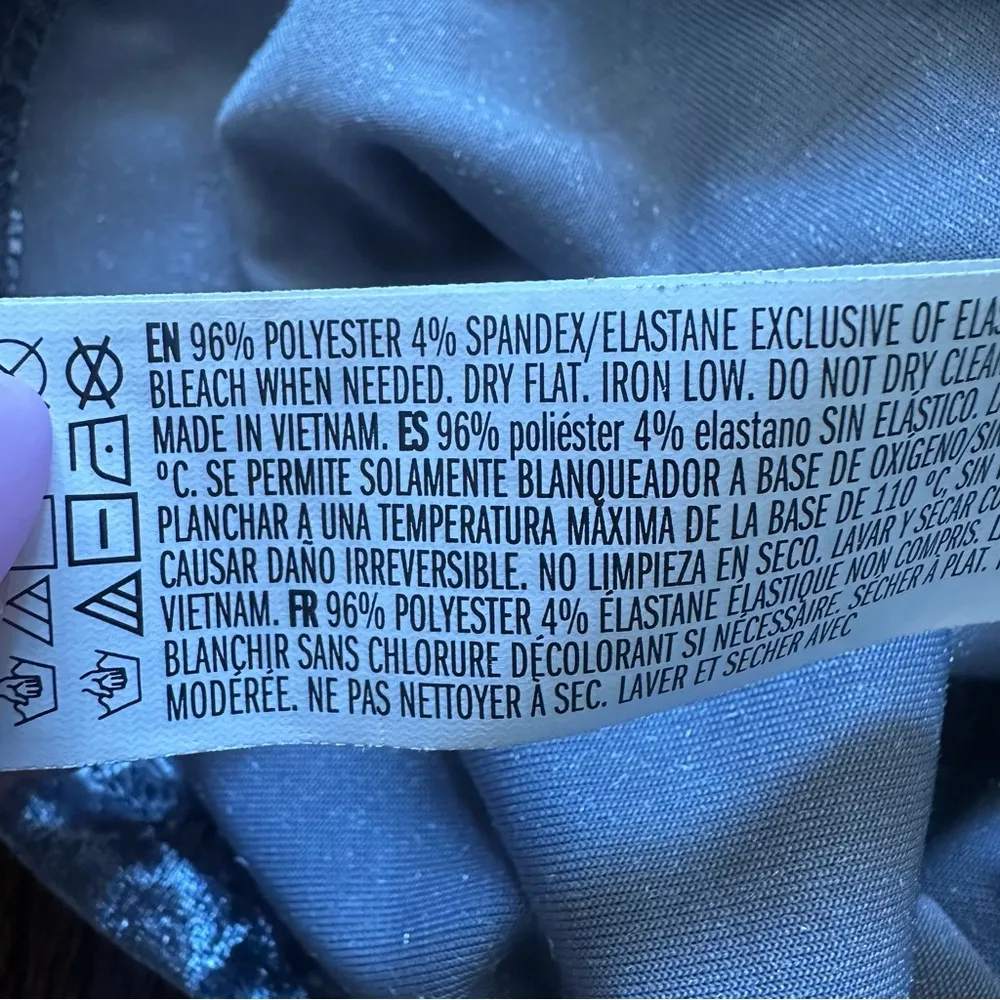 EN 96% POLYESTER 4% SPANDEX/ELASTANE EXCLUSIVE OF
BLEACH WHEN NEEDED. DRY FLAT. IRON LOW. DO NOT DRY
MADE IN VIETNAM. ES 96% poliéster 4% elastano SIN ELÁSTICO.
°C. SE PERMITE SOLAMENTE BLANQUEADOR A BASE DE OXÍGENO/SIN
PLANCHAR A UNA TEMPERATURA MÁXIMA DE LA BASE DE 110 °C, SIN
CAUSAR DAÑO IRREVERSIBLE. NO LIMPIEZA EN SECO. LAVAR Y SECAR
VIETNAM. FR 96% POLYESTER 4% ÉLASTANE ÉLASTIQUE NON COMPRIS.
BLANCHIR SANS CHLORURE DÉCOLORANT SI NÉCESSAIRE. SÉCHER À PLAT.
MODÉRÉE. NE PAS NETTOYER À SEC. LAVER ET SÉCHER AVEC